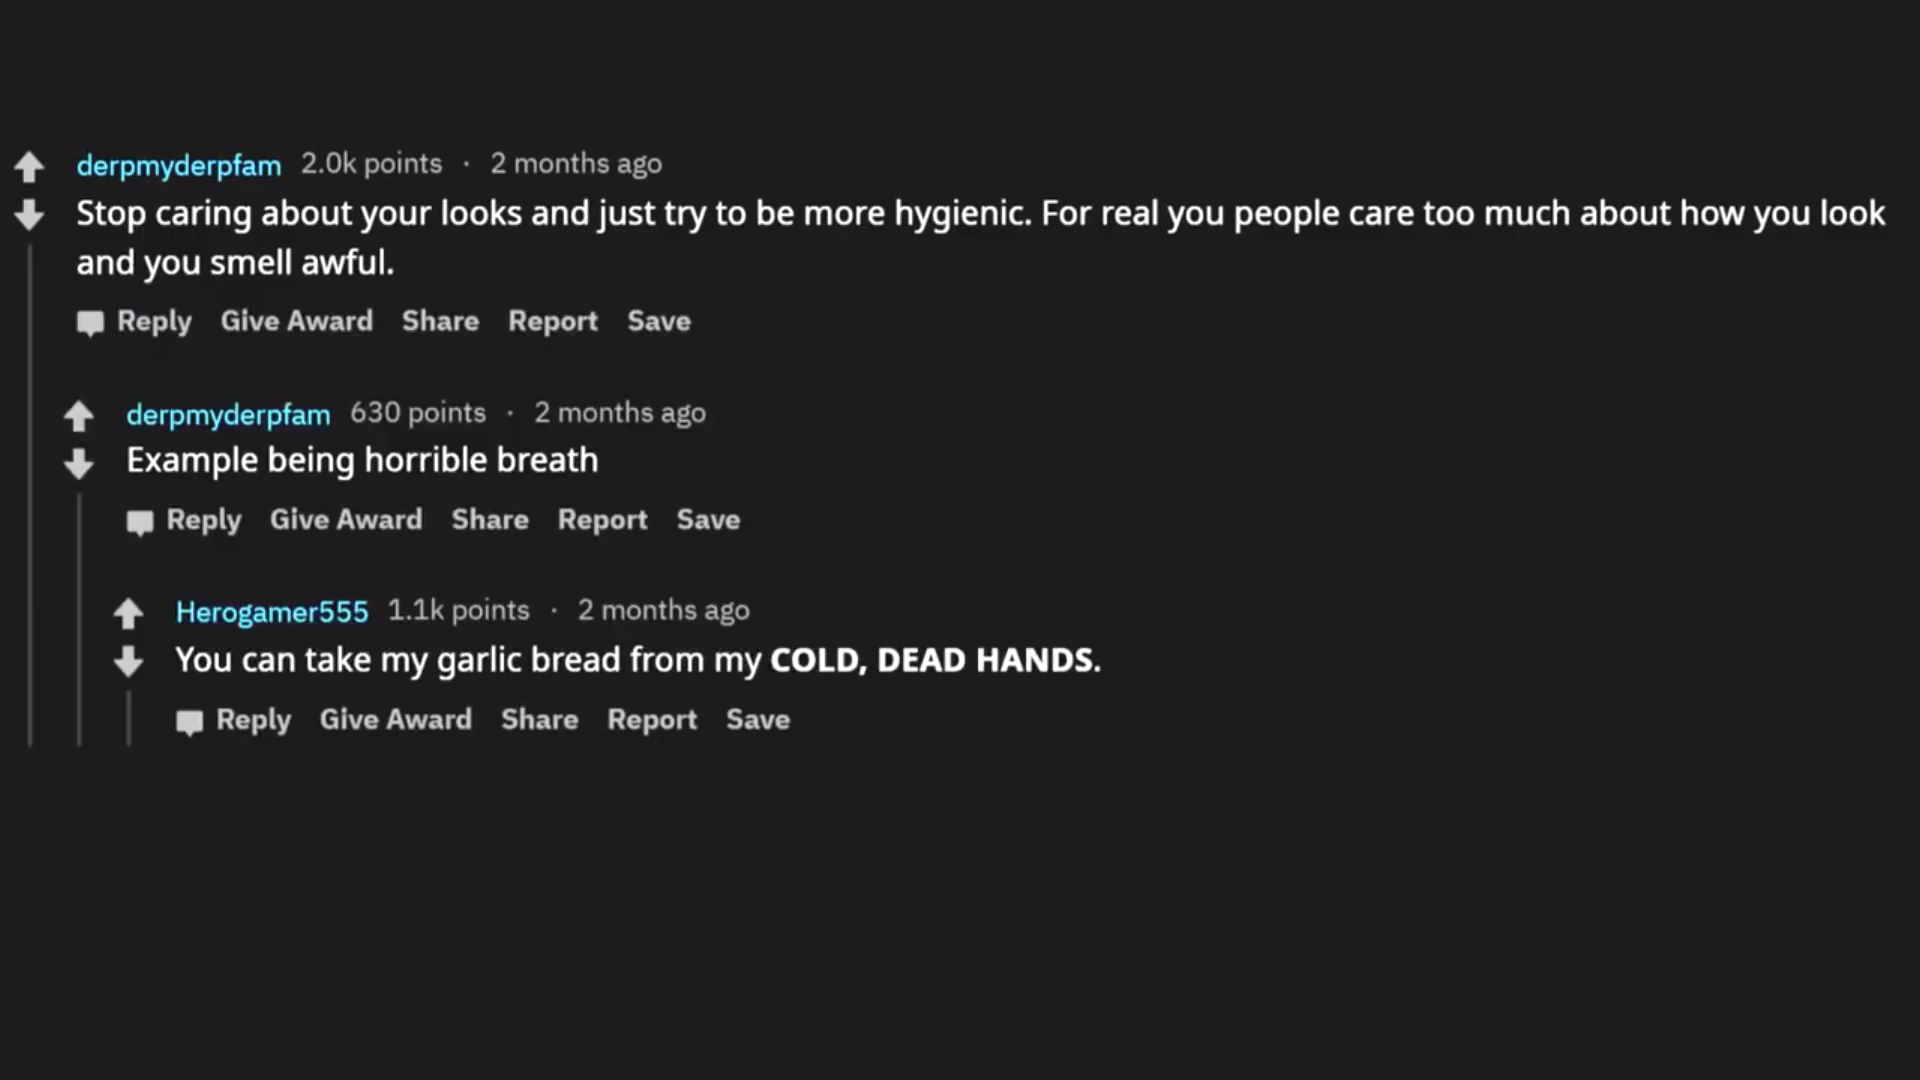 derpmyderpfam 2.0k points · 2 months ago
Stop caring about your looks and just try to be more hygienic. For real you people care too much about how you look
and you smell awful.
Reply Give Award Share Report Save
derpmyderpfam 630 points · 2 months ago
Example being horrible breath
Reply Give Award Share Report Save
Herogamer555 1.1k points · 2 months ago
You can take my garlic bread from my COLD, DEAD HANDS.
Reply Give Award Share Report Save